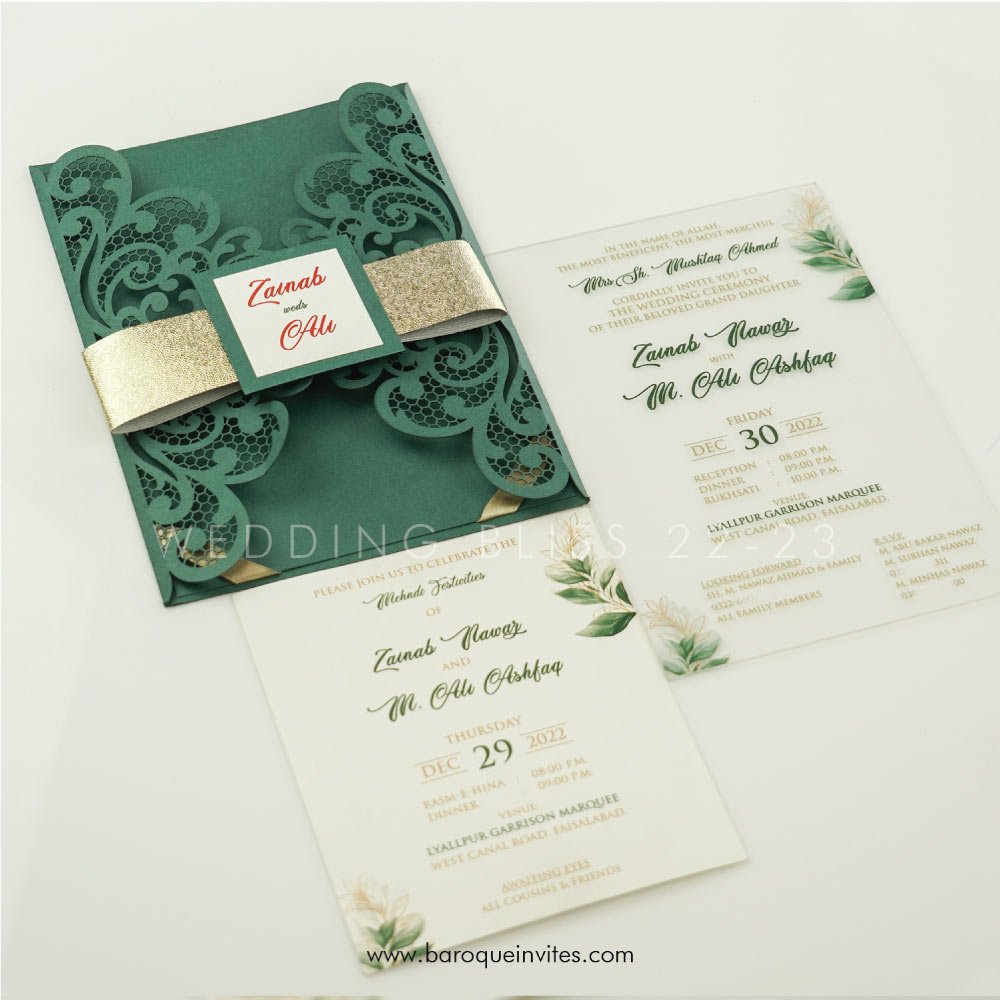 Zainab
weds
Ali
IN THE NAME OF ALLAH,
THE MOST BENEFICENT, THE MOST MERCIFUL
Mrs Sh. Mushtaq Ahmed
CORDIALLY INVITE YOU TO
THE WEDDING CEREMONY
OF THEIR BELOVED GRAND DAUGHTER
Zainab Nawaz
WITH
M. Ali Ashfaq
FRIDAY
DEC 30 2022
RECEPTION : 08:00 P.M.
DINNER : 09:00 P.M.
RUKHSATI : 10:00 P.M.
VENUE
LYALLPUR GARRISON MARQUEE
WEST CANAL ROAD, FAISALABAD.
LOOKING FORWARD
SH. M. NAWAZ AHMAD & FAMILY
0322-
ALL FAMILY MEMBERS
R.S.V.P
M. ABU BAKAR NAWAZ
M. SUBHAN NAWAZ
03 311
M. MINHAS NAWAZ
03 30
WEDDING BLISS 22-23
PLEASE JOIN US TO CELEBRATE THE
Mehndi Festivities
OF
Zainab Nawaz
AND
M. Ali Ashfaq
THURSDAY
DEC 29 2022
RASM-E-HINA : 08:00 P.M.
DINNER : 09:00 P.M.
VENUE
LYALLPUR GARRISON MARQUEE
WEST CANAL ROAD, FAISALABAD.
AWAITING EYES
ALL COUSINS & FRIENDS
www.baroqueinvites.com